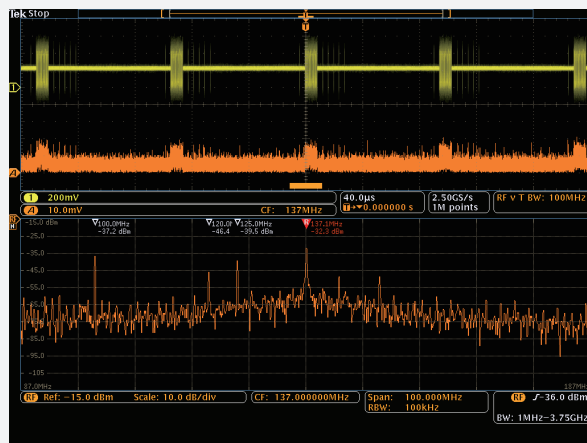 Tek Stop
T
1
A
1 200mV
A 10.0mV
CF: 137MHz
40.0µs
T→▼0.000000 s
2.50GS/s
1M points
RF v T BW: 100MHz
RF
-15.0 dBm
100.0MHz
-37.2 dBm
120.0
-46.4
125.0MHz
-39.5 dBm
R
137.1MHz
-32.3 dBm
-25.0
-35.0
-45.0
-55.0
-65.0
-75.0
-85.0
-95.0
-105
87.0MHz
187MHz
RF Ref: -15.0 dBm
Scale: 10.0 dB/div
CF: 137.000000MHz
Span: 100.000MHz
RBW: 100kHz
RF -36.0 dBm
BW: 1MHz-3.75GHz